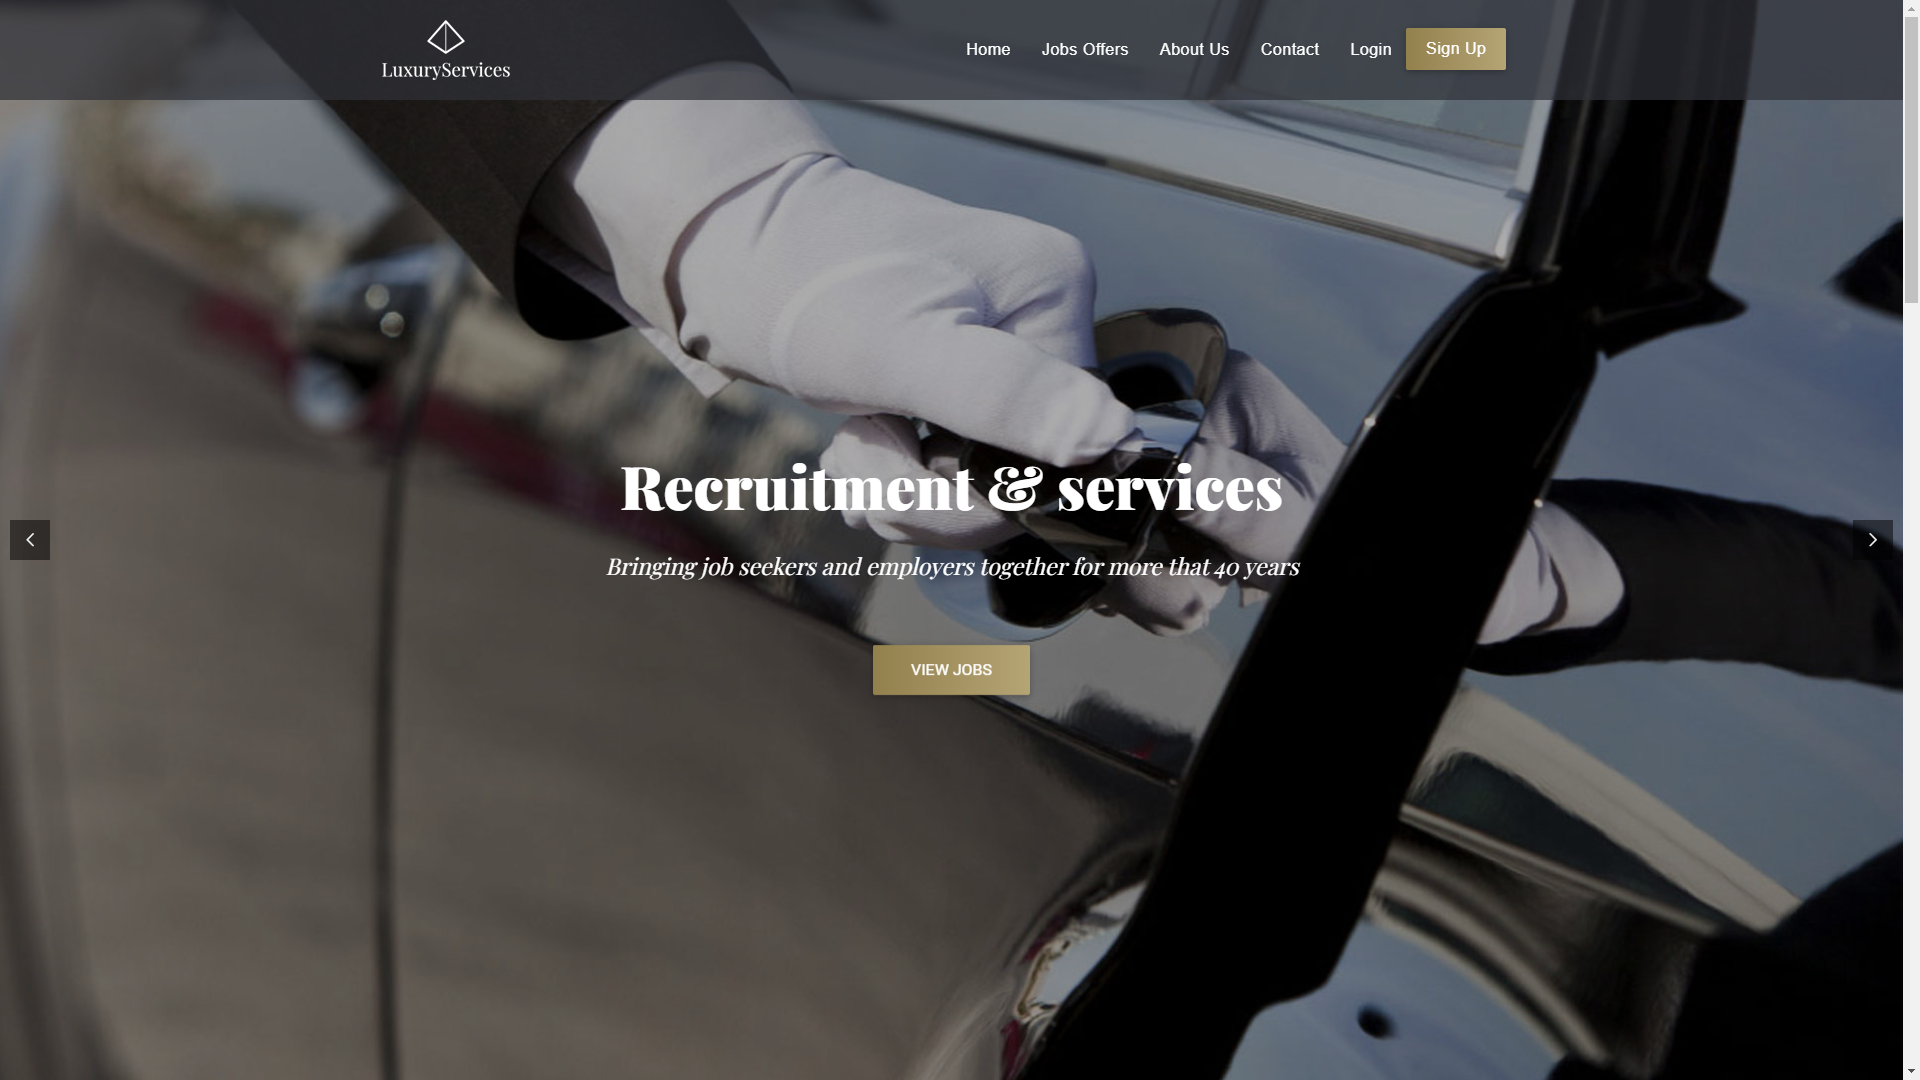 LuxuryServices
Home
Jobs Offers
About Us
Contact
Login
Sign Up
Recruitment & services
Bringing job seekers and employers together for more that 40 years
VIEW JOBS